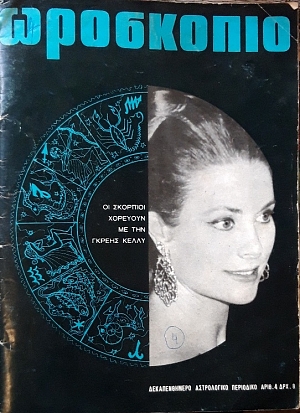 ωροσκοπιο
ΟΙ ΣΚΟΡΠΙΟΙ
ΧΟΡΕΥΟΥΝ
ΜΕ ΤΗΝ
ΓΚΡΕΗΣ ΚΕΛΛΥ
4
ΔΕΚΑΠΕΝΘΗΜΕΡΟ ΑΣΤΡΟΛΟΓΙΚΟ ΠΕΡΙΟΔΙΚΟ ΑΡΙΘ.4 ΔΡΧ.